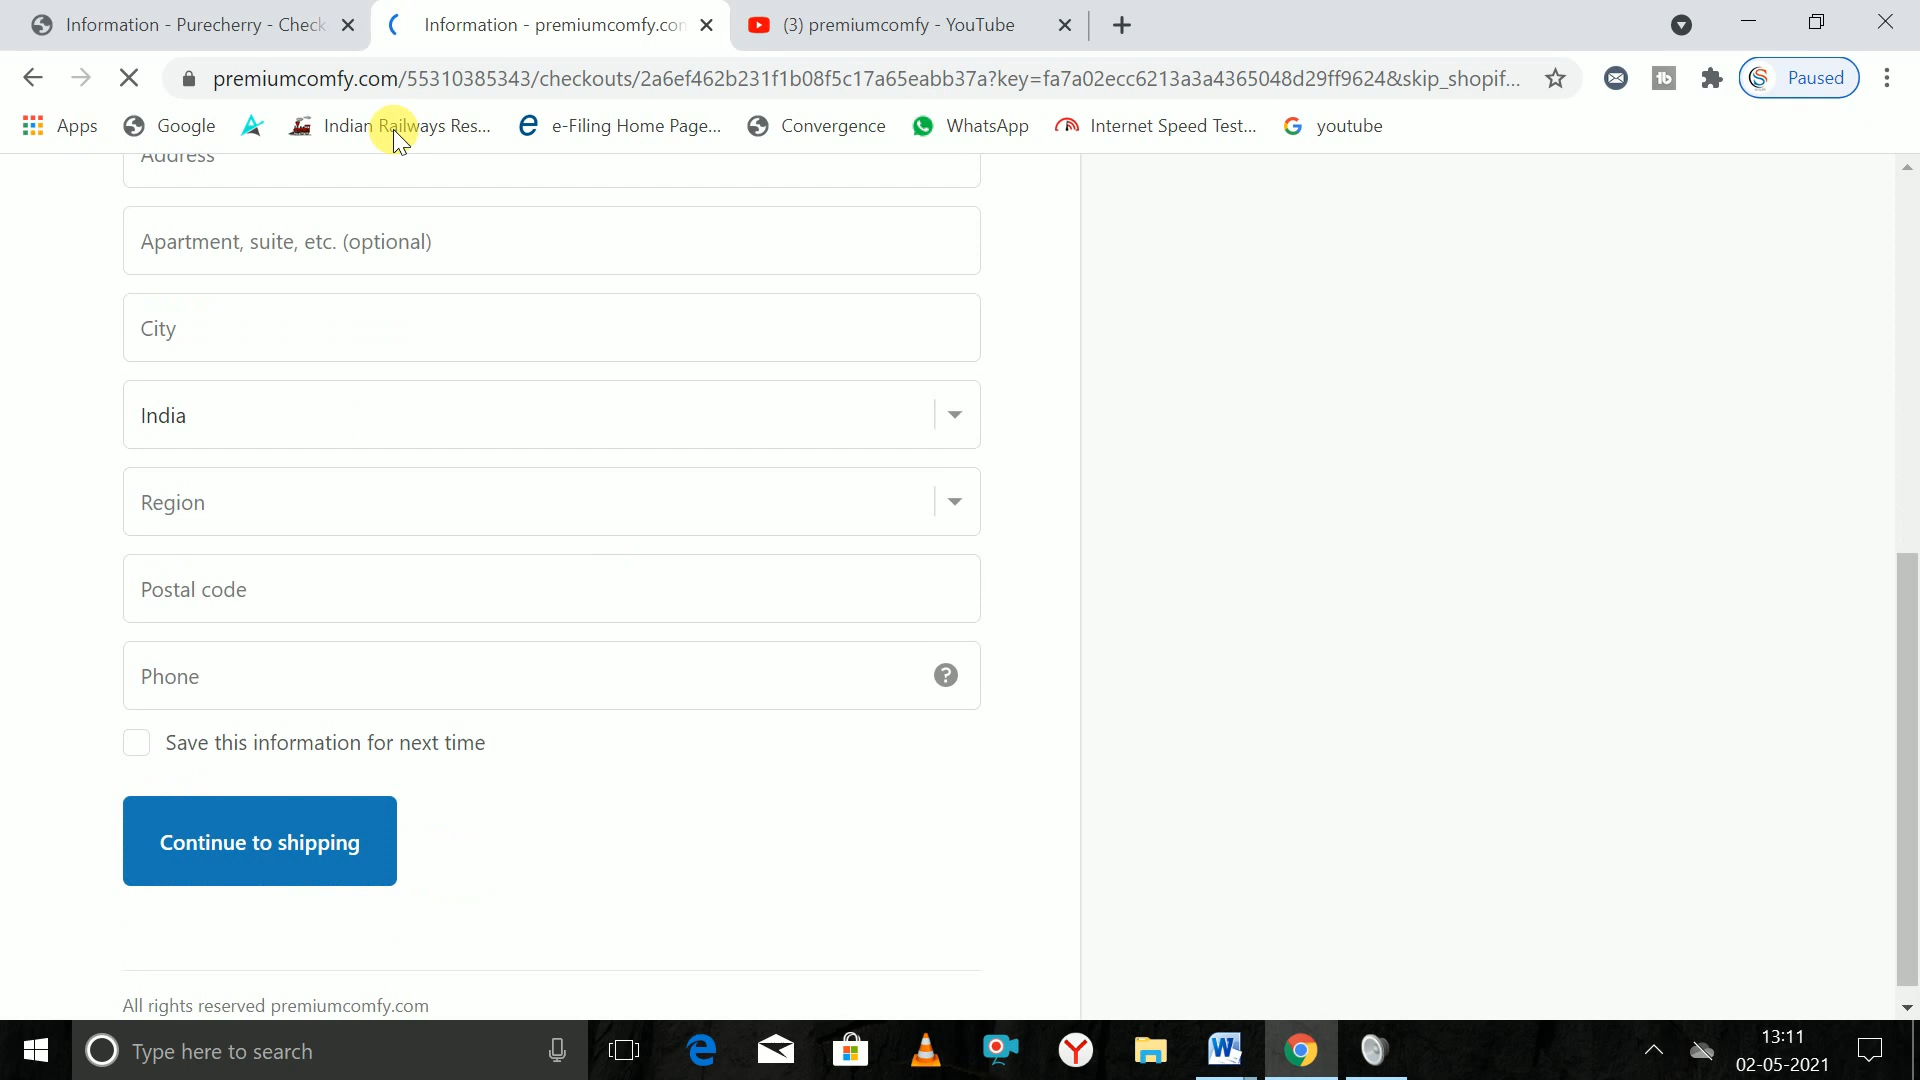 Information - Purecherry - Check
Information - premiumcomfy.con
(3) premiumcomfy - YouTube
premiumcomfy.com/55310385343/checkouts/2a6ef462b231f1b08f5c17a65eabb37a?key=fa7a02ecc6213a3a4365048d29ff9624&skip_shopif...
Paused
Apps
Google
Indian Railways Res...
e-Filing Home Page...
Convergence
WhatsApp
Internet Speed Test...
youtube
Address
Apartment, suite, etc. (optional)
City
India
Region
Postal code
Phone
Save this information for next time
Continue to shipping
All rights reserved premiumcomfy.com
Type here to search
13:11
02-05-2021